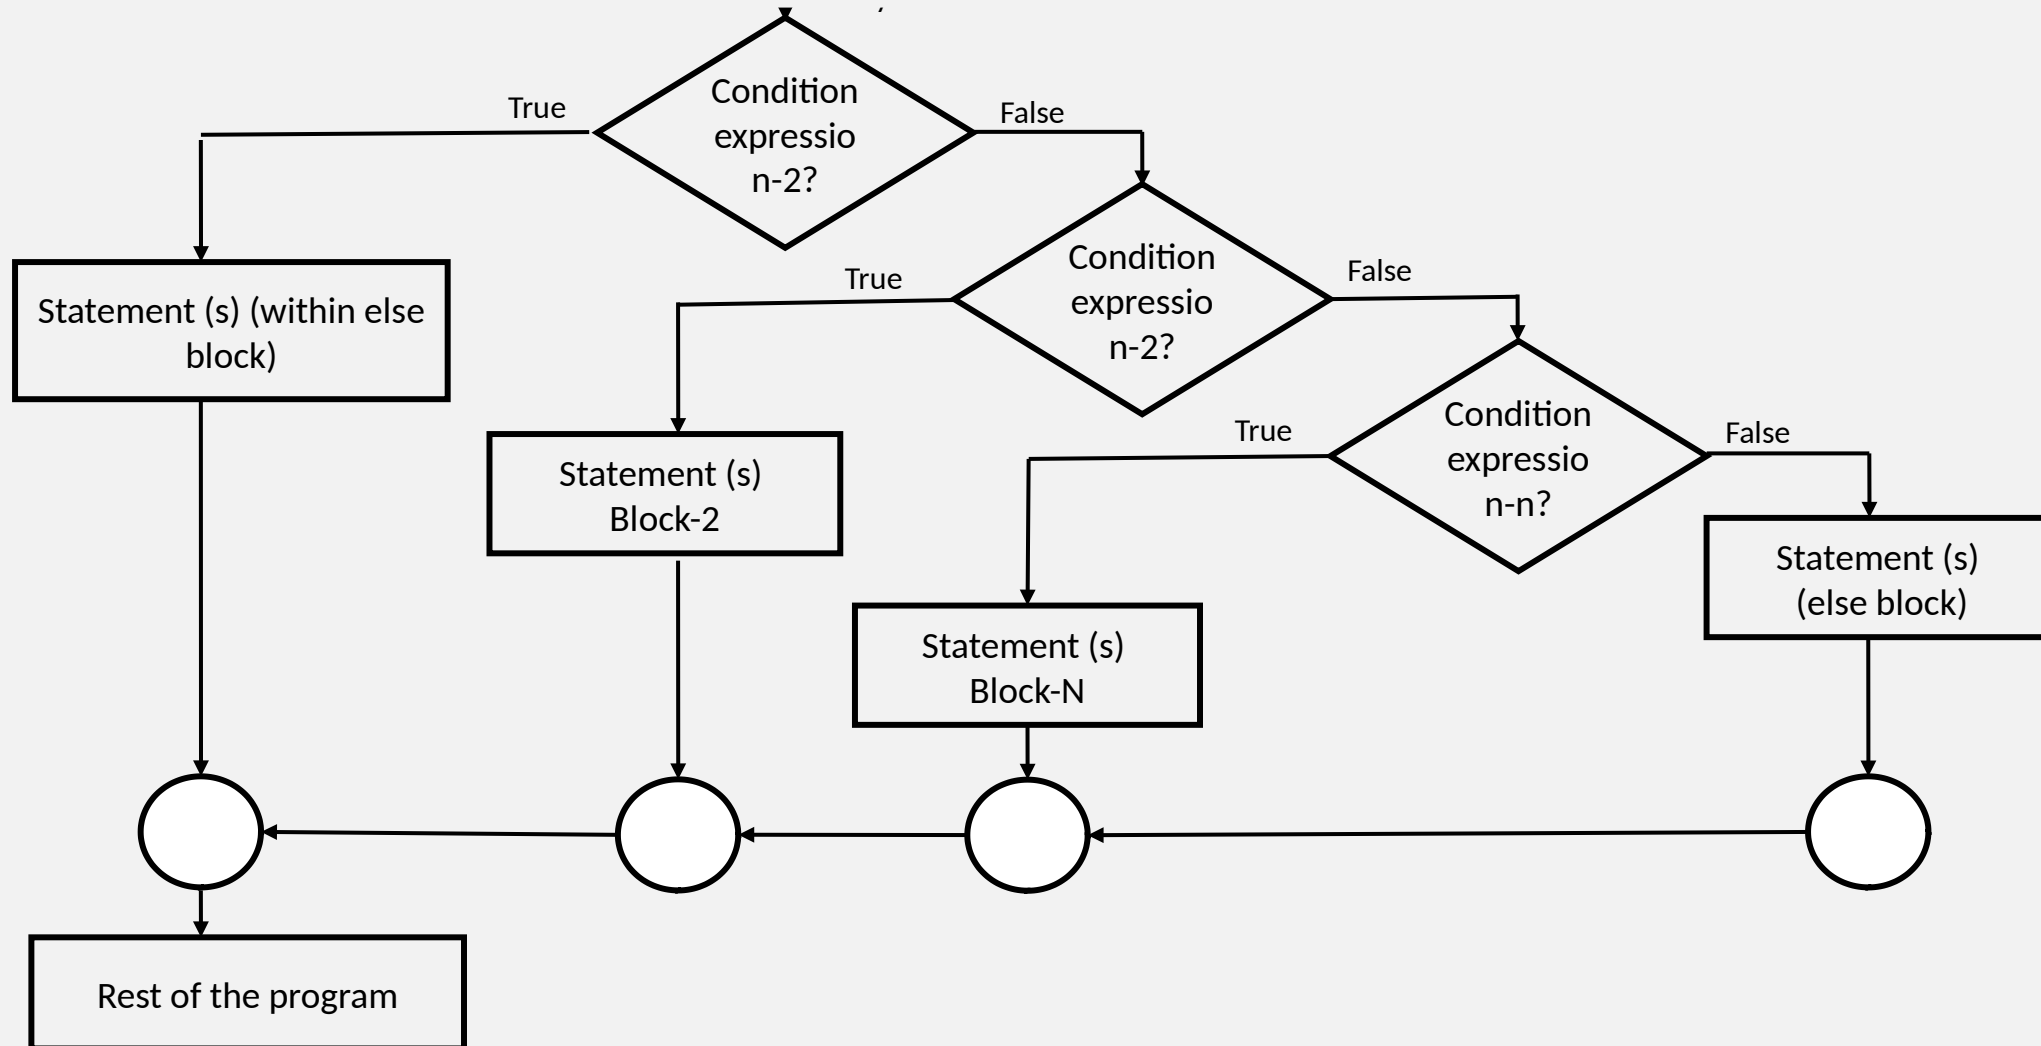 Condition
expressio
n-2?
True
False
Condition
expressio
n-2?
True
False
Statement (s) (within else
block)
Condition
expressio
n-n?
True
False
Statement (s)
Block-2
Statement (s)
(else block)
Statement (s)
Block-N
Rest of the program